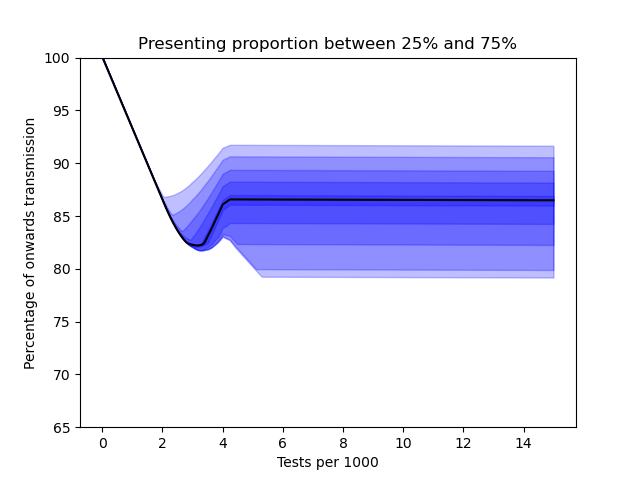 Presenting proportion between 25% and 75%
100
95
90
85
80
75
70
65
Percentage of onwards transmission
0 2 4 6 8 10 12 14
Tests per 1000